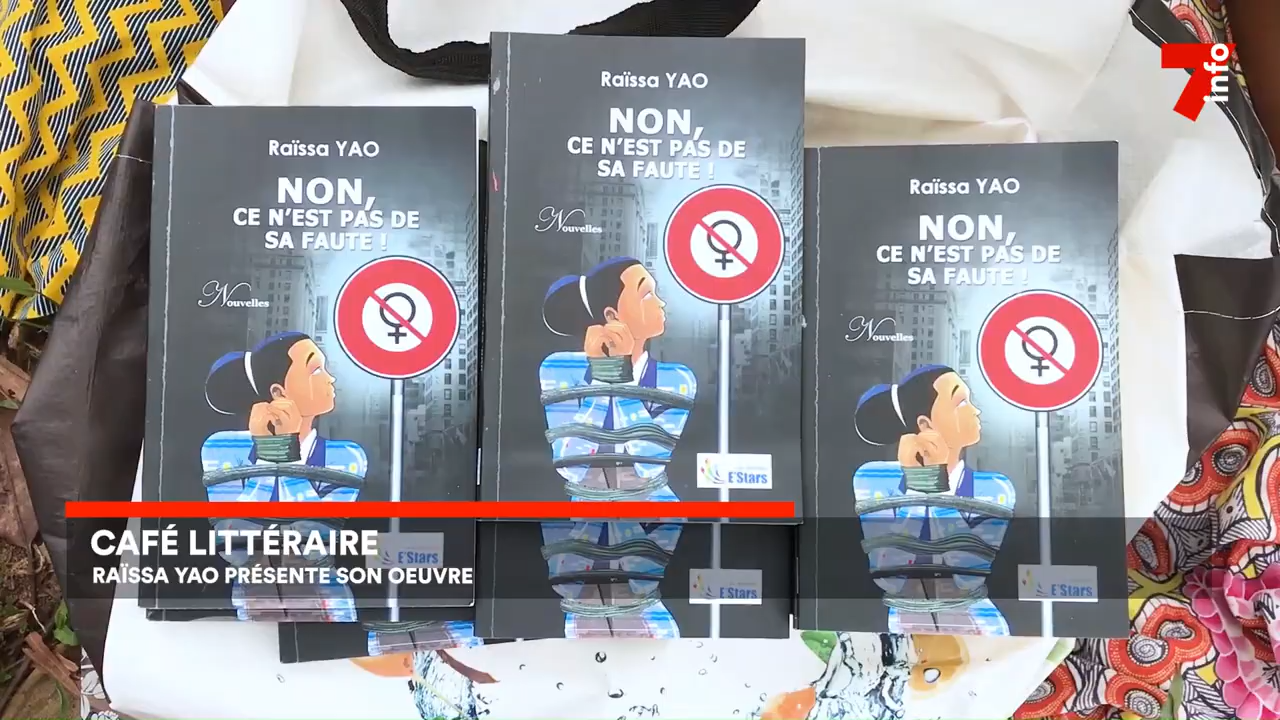 7info
Raïssa YAO
NON,
CE N'EST PAS DE
SA FAUTE !
Nouvelles
E'Stars
Raïssa YAO
NON,
CE N'EST PAS DE
SA FAUTE !
Nouvelles
E'Stars
E'Stars
Raïssa YAO
NON,
CE N'EST PAS DE
SA FAUTE !
Nouvelles
E'Stars
CAFÉ LITTÉRAIRE
RAÏSSA YAO PRÉSENTE SON OEUVRE